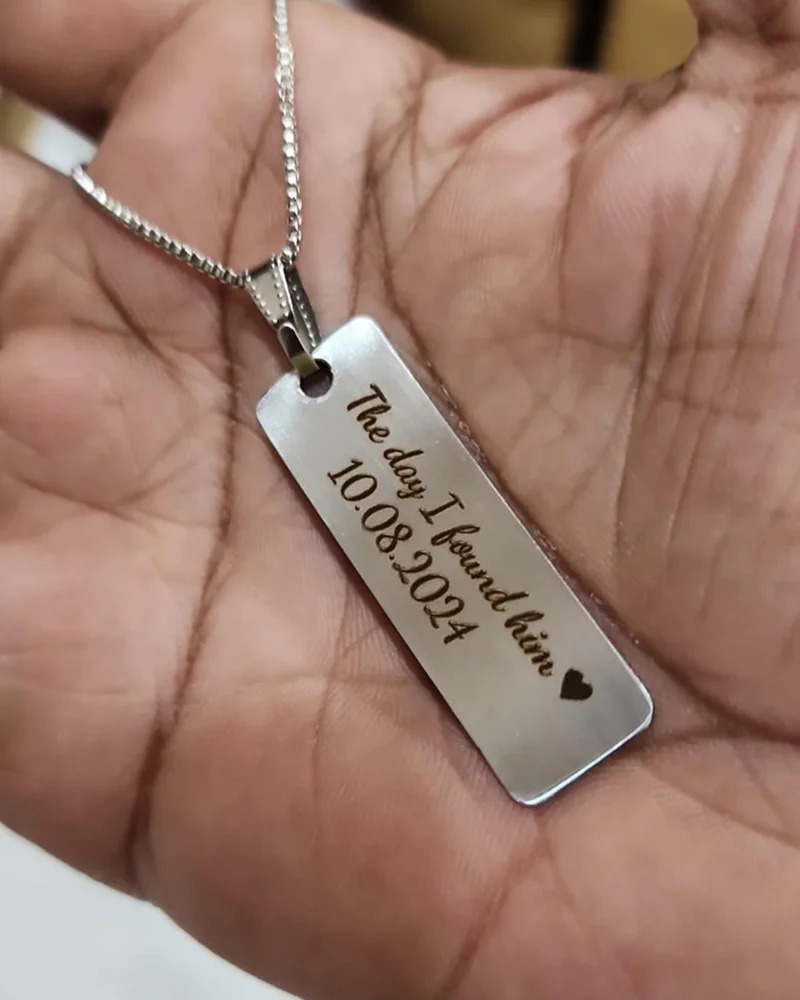 The day I found him ♥
10.08.2024